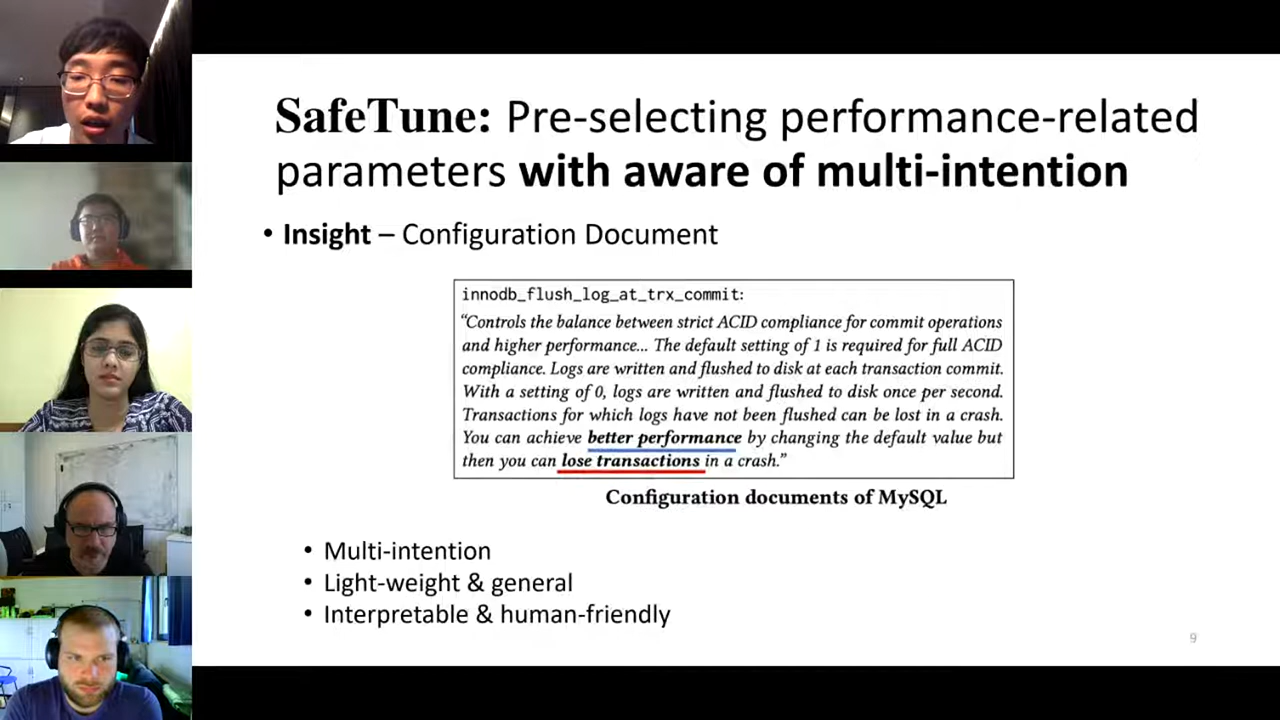 SafeTune: Pre-selecting performance-related
parameters with aware of multi-intention
• Insight – Configuration Document
innodb_flush_log_at_trx_commit:
“Controls the balance between strict ACID compliance for commit operations
and higher performance... The default setting of 1 is required for full ACID
compliance. Logs are written and flushed to disk at each transaction commit.
With a setting of 0, logs are written and flushed to disk once per second.
Transactions for which logs have not been flushed can be lost in a crash.
You can achieve better performance by changing the default value but
then you can lose transactions in a crash.”
Configuration documents of MySQL
• Multi-intention
• Light-weight & general
• Interpretable & human-friendly
9